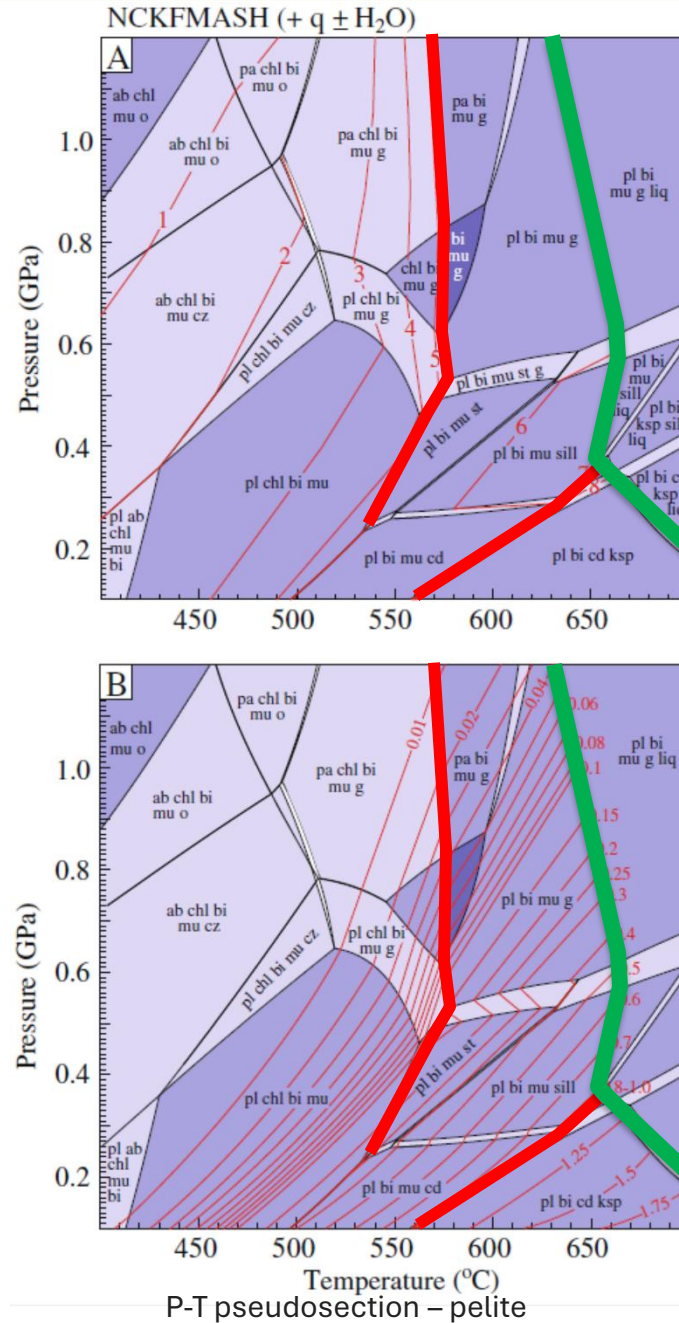 NCKFMASH (+ q ± H₂O)
A
ab chl
mu o
pa chl bi
mu o
ab chl bi
mu o
pa chl bi
mu g
pa bi
mu g
pl bi
mu g liq
1.0
1
2
3
4
5
6
7
8
0.8
0.6
0.4
0.2
Pressure (GPa)
ab chl bi
mu cz
pl chl bi mu cz
pl chl bi
mu g
chl bi
mu g
bi
mu
g
pl bi mu g
pl bi mu st g
pl bi mu st
pl bi
mu
sill
liq
pl bi
ksp sill
liq
pl bi mu sill
pl chl bi mu
pl ab
chl
mu
bi
pl bi mu cd
pl bi cd ksp
pl bi c
ksp
liq
450
500
550
600
650
B
ab chl
mu o
pa chl bi
mu o
ab chl bi
mu o
pa chl bi
mu g
pa bi
mu g
pl bi
mu g liq
0.01
0.02
0.04
0.06
0.08
0.1
0.15
.2
.25
.3
.4
.5
.6
.7
8-1.0
1.25
1.5
1.75
1.0
0.8
0.6
0.4
0.2
Pressure (GPa)
ab chl bi
mu cz
pl chl bi mu cz
pl chl bi
mu g
pl bi mu g
pl bi mu st
pl bi mu sill
pl chl bi mu
pl ab
chl
mu
bi
pl bi mu cd
pl bi cd ksp
450
500
550
600
650
Temperature (°C)
P-T pseudosection – pelite